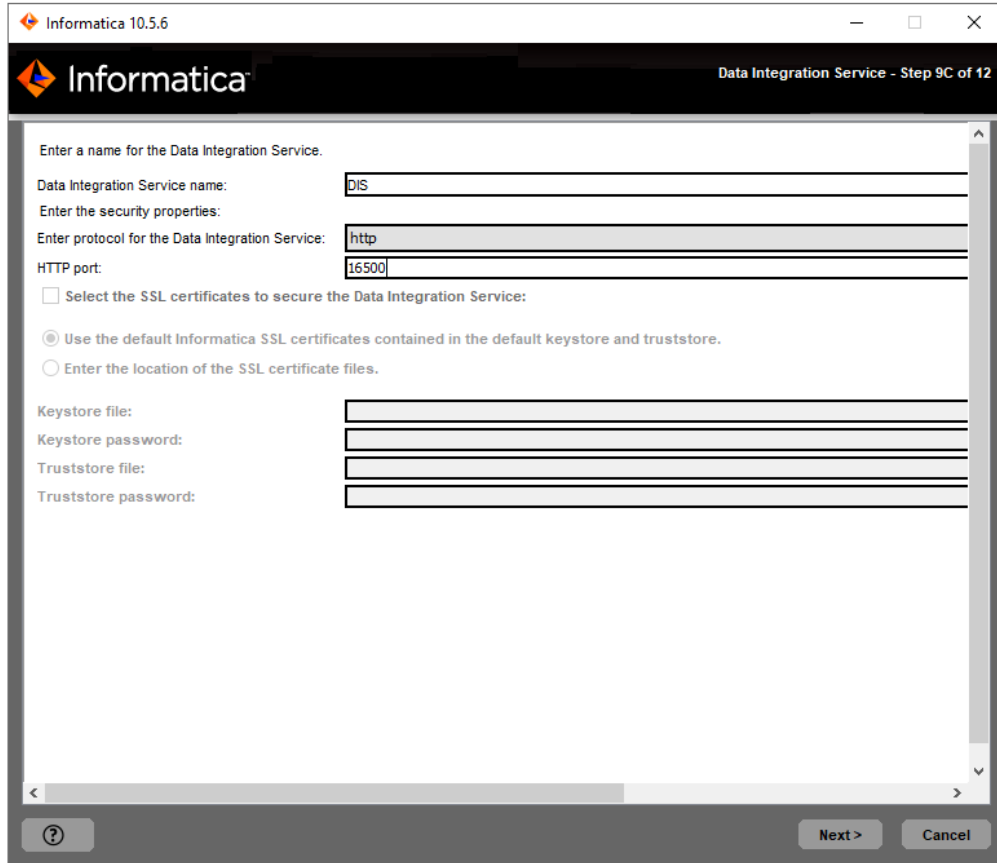 Informatica 10.5.6
Informatica
Data Integration Service - Step 9C of 12
Enter a name for the Data Integration Service.
Data Integration Service name: DIS
Enter the security properties:
Enter protocol for the Data Integration Service: http
HTTP port: 16500
Select the SSL certificates to secure the Data Integration Service:
Use the default Informatica SSL certificates contained in the default keystore and truststore.
Enter the location of the SSL certificate files.
Keystore file:
Keystore password:
Truststore file:
Truststore password:
? Next > Cancel